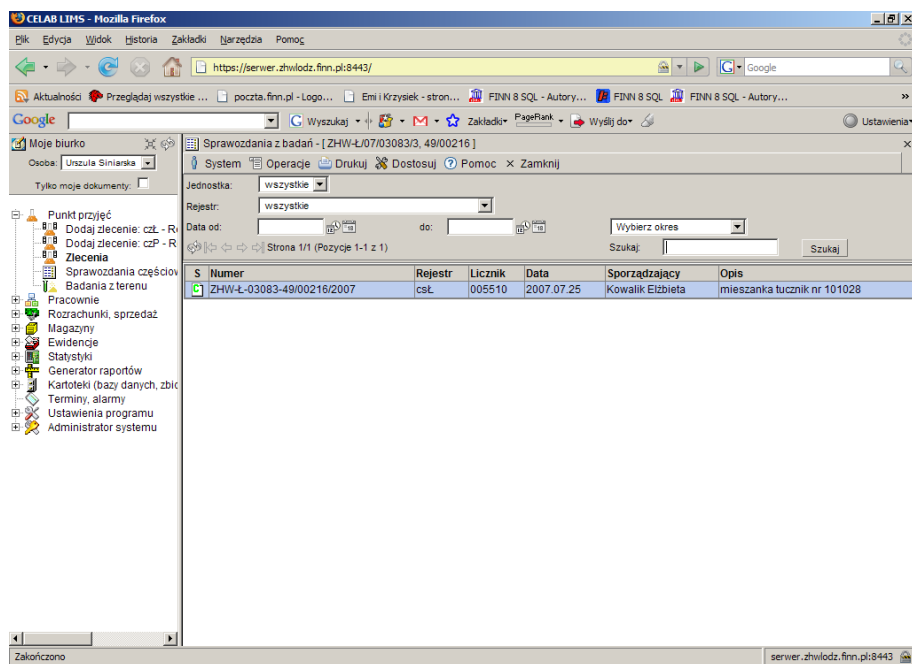 CELAB LIMS - Mozilla Firefox
Plik Edycja Widok Historia Zakładki Narzędzia Pomoc
https://serwer.zhwlodz.finn.pl:8443/ G Google
Aktualności Przeglądaj wszystkie ... poczta.finn.pl - Logo... Emi i Krzysiek - stron... FINN 8 SQL - Autory... FINN 8 SQL FINN 8 SQL - Autory... »
Google G Wyszukaj M Zakładki PageRank Wyślij do Ustawienia
Moje biurko
Osoba: Urszula Siniarska
Tylko moje dokumenty:
Punkt przyjęć
Dodaj zlecenie: czŁ - R
Dodaj zlecenie: czP - R
Zlecenia
Sprawozdania częściow
Badania z terenu
Pracownie
Rozrachunki, sprzedaż
Magazyny
Ewidencje
Statystyki
Generator raportów
Kartoteki (bazy danych, zbio
Terminy, alarmy
Ustawienia programu
Administrator systemu
Sprawozdania z badań - [ ZHW-Ł/07/03083/3, 49/00216 ] x
System Operacje Drukuj Dostosuj ? Pomoc × Zamknij
Jednostka: wszystkie
Rejestr: wszystkie
Data od: do: Wybierz okres
Strona 1/1 (Pozycje 1-1 z 1) Szukaj: Szukaj
S Numer Rejestr Licznik Data Sporządzający Opis
C ZHW-Ł-03083-49/00216/2007 csŁ 005510 2007.07.25 Kowalik Elżbieta mieszanka tucznik nr 101028
Zakończono serwer.zhwlodz.finn.pl:8443